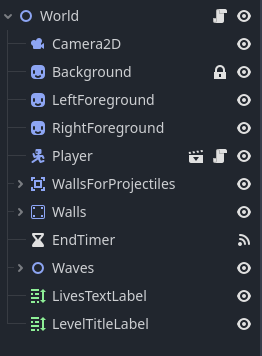 World
Camera2D
Background
LeftForeground
RightForeground
Player
WallsForProjectiles
Walls
EndTimer
Waves
LivesTextLabel
LevelTitleLabel